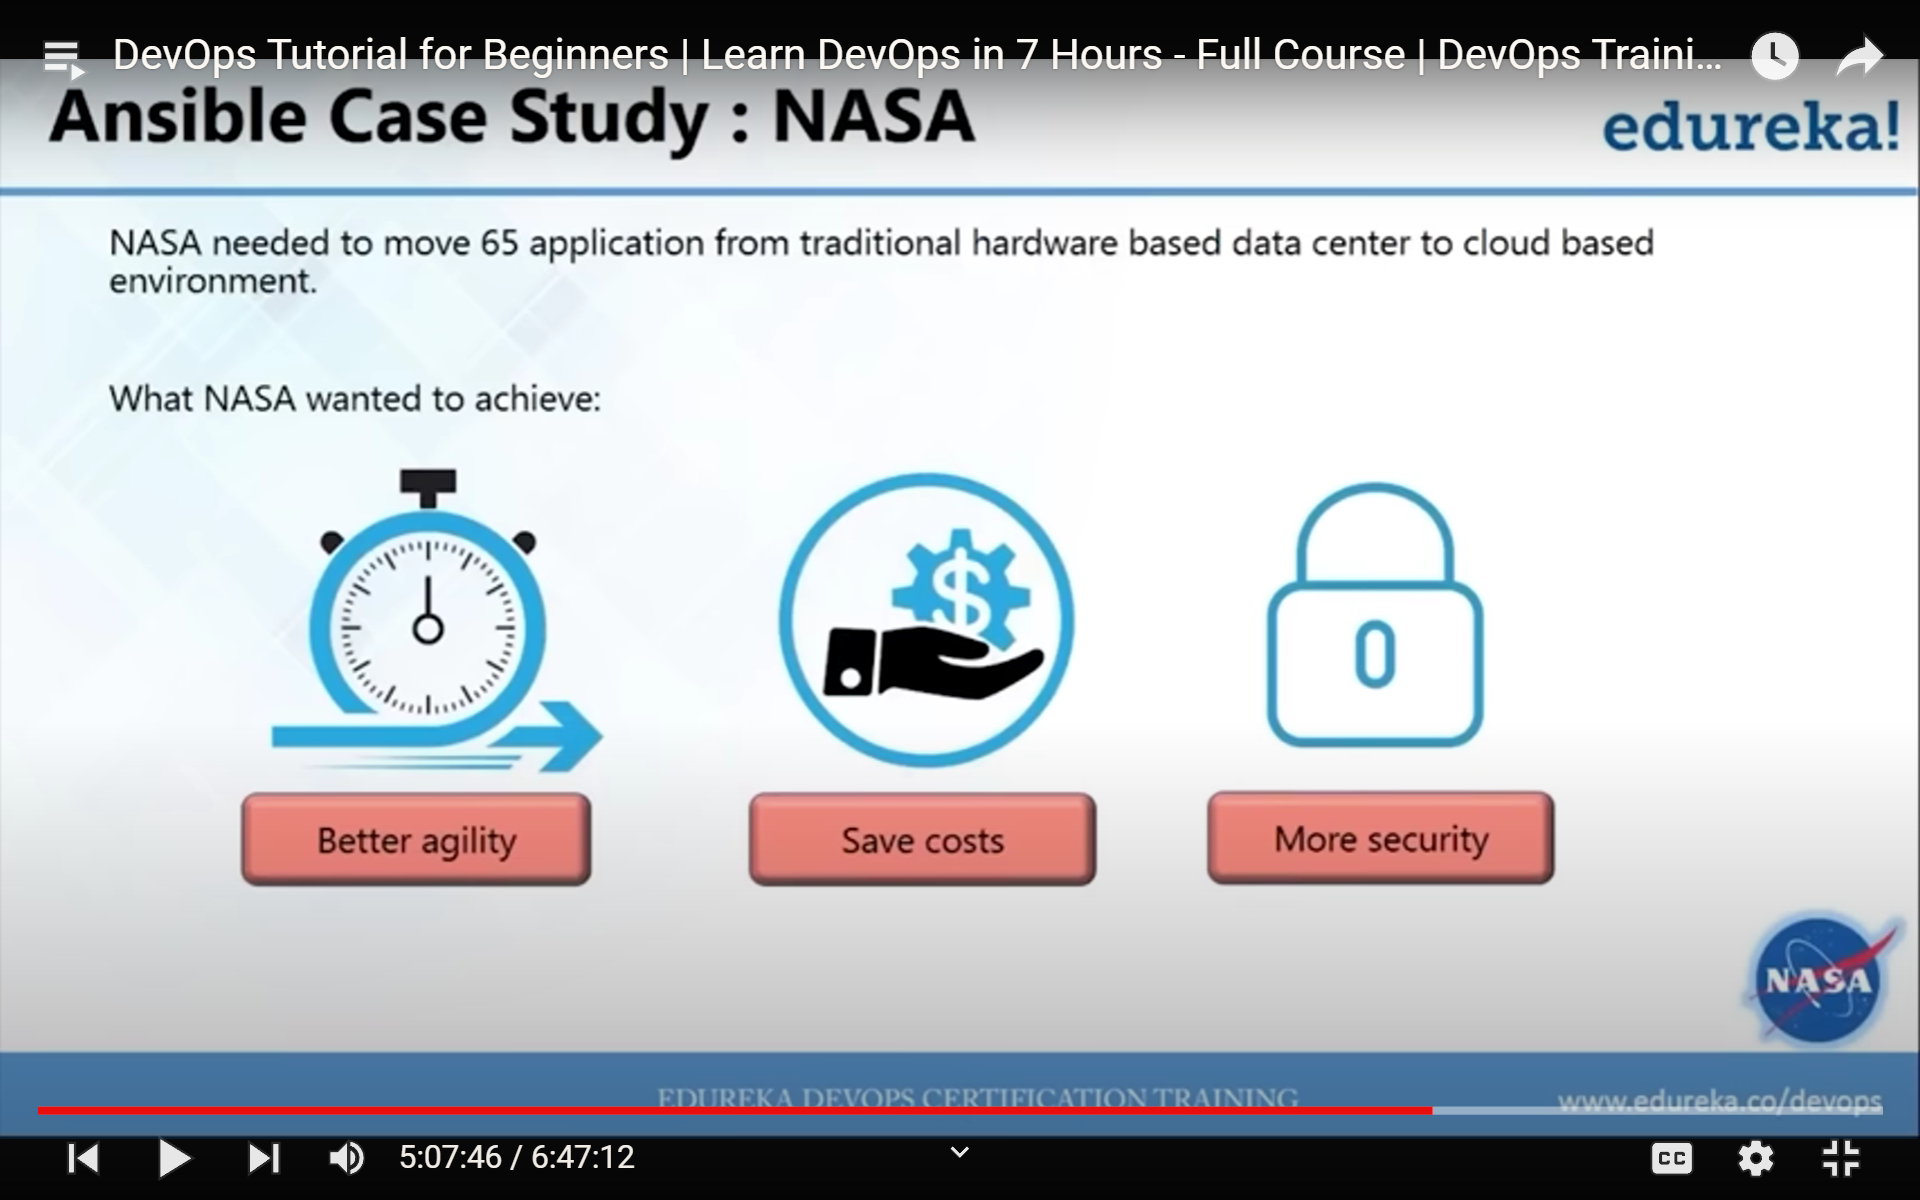 DevOps Tutorial for Beginners | Learn DevOps in 7 Hours - Full Course | DevOps Traini...
Ansible Case Study : NASA
edureka!
NASA needed to move 65 application from traditional hardware based data center to cloud based
environment.
What NASA wanted to achieve:
$
Better agility
Save costs
More security
NASA
EDUREKA DEVOPS CERTIFICATION TRAINING
www.edureka.co/devops
5:07:46 / 6:47:12
CC